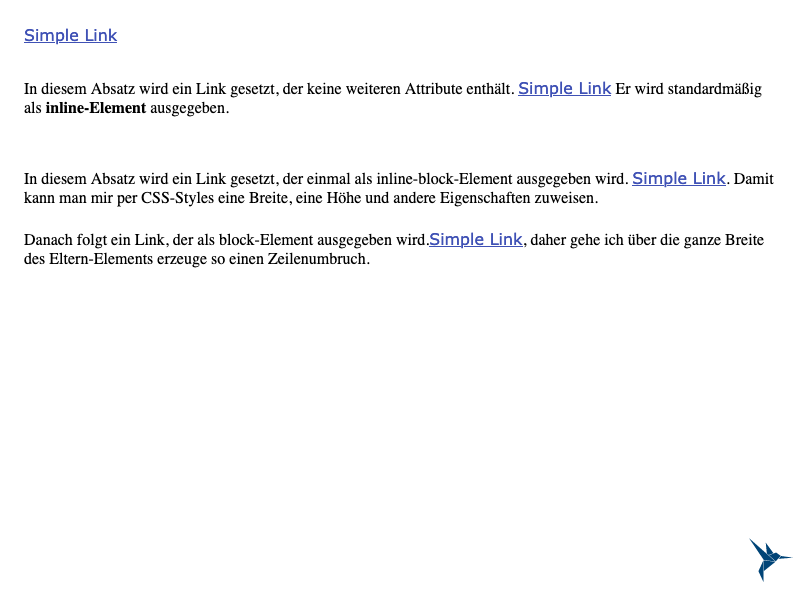 Simple Link
In diesem Absatz wird ein Link gesetzt, der keine weiteren Attribute enthält. Simple Link Er wird standardmäßig
als inline-Element ausgegeben.
In diesem Absatz wird ein Link gesetzt, der einmal als inline-block-Element ausgegeben wird. Simple Link. Damit
kann man mir per CSS-Styles eine Breite, eine Höhe und andere Eigenschaften zuweisen.
Danach folgt ein Link, der als block-Element ausgegeben wird.Simple Link, daher gehe ich über die ganze Breite
des Eltern-Elements erzeuge so einen Zeilenumbruch.